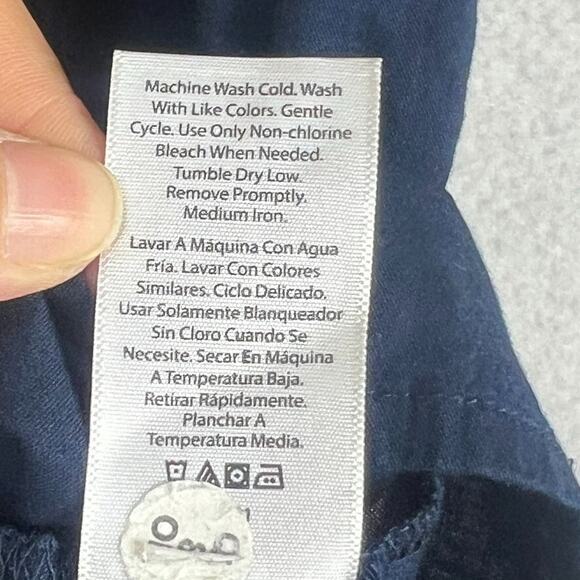 Machine Wash Cold. Wash
With Like Colors. Gentle
Cycle. Use Only Non-chlorine
Bleach When Needed.
Tumble Dry Low.
Remove Promptly.
Medium Iron.
Lavar A Máquina Con Agua
Fría. Lavar Con Colores
Similares. Ciclo Delicado.
Usar Solamente Blanqueador
Sin Cloro Cuando Se
Necesite. Secar En Máquina
A Temperatura Baja.
Retirar Rápidamente.
Planchar A
Temperatura Media.